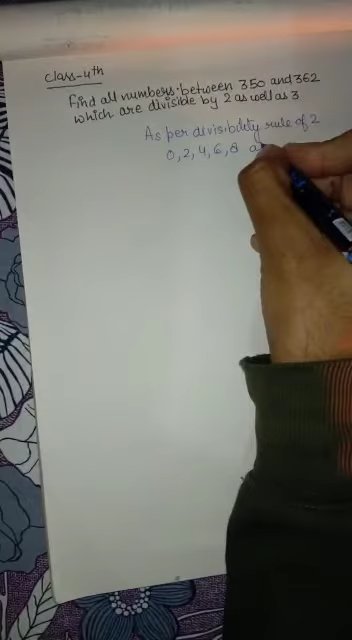 Class-4th
Find all numbers between 350 and 362
which are divisible by 2 as well as 3
As per divisibility rule of 2
0, 2, 4, 6, 8